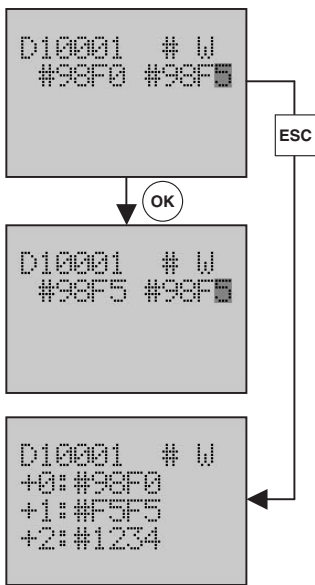 D10001 # W
#98F0 #98F5
ESC
OK
D10001 # W
#98F5 #98F5
D10001 # W
+0:#98F0
+1:#F5F5
+2:#1234